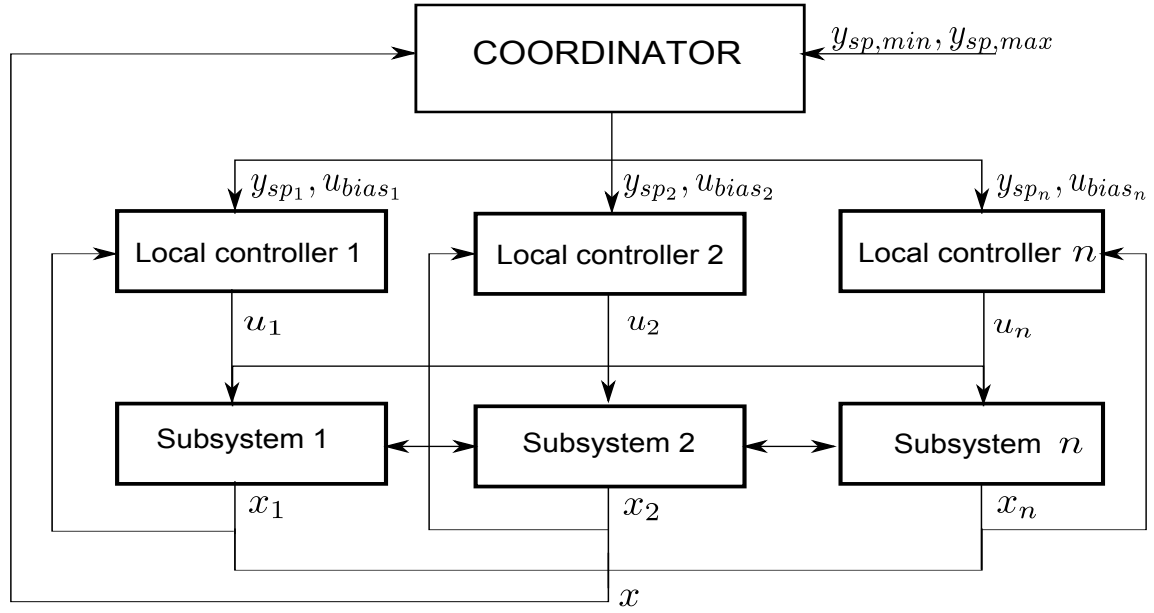 COORDINATOR
y_{sp,min}, y_{sp,max}
y_{sp_1}, u_{bias_1}
y_{sp_2}, u_{bias_2}
y_{sp_n}, u_{bias_n}
Local controller 1
Local controller 2
Local controller n
u_1
u_2
u_n
Subsystem 1
Subsystem 2
Subsystem n
x_1
x_2
x_n
x